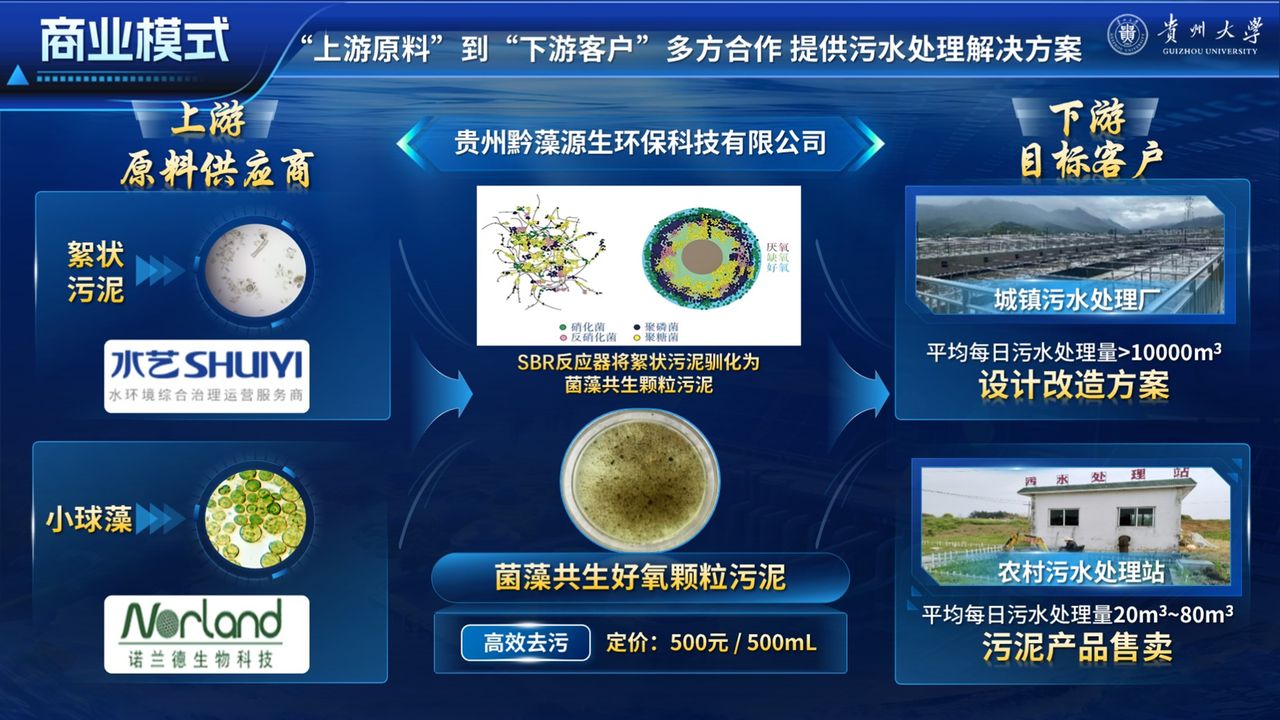 商业模式
“上游原料”到“下游客户”多方合作 提供污水处理解决方案
貴州大学
GUIZHOU UNIVERSITY
上游
原料供应商
絮状
污泥
水艺SHUIYI
水环境综合治理运营服务商
小球藻
Norland
诺兰德生物科技
贵州黔藻源生环保科技有限公司
厌氧
缺氧
好氧
硝化菌
聚磷菌
反硝化菌
聚糖菌
SBR反应器将絮状污泥驯化为
菌藻共生颗粒污泥
菌藻共生好氧颗粒污泥
高效去污
定价：500元 / 500mL
下游
目标客户
城镇污水处理厂
平均每日污水处理量>10000m³
设计改造方案
污水处理站
农村污水处理站
平均每日污水处理量20m³~80m³
污泥产品售卖